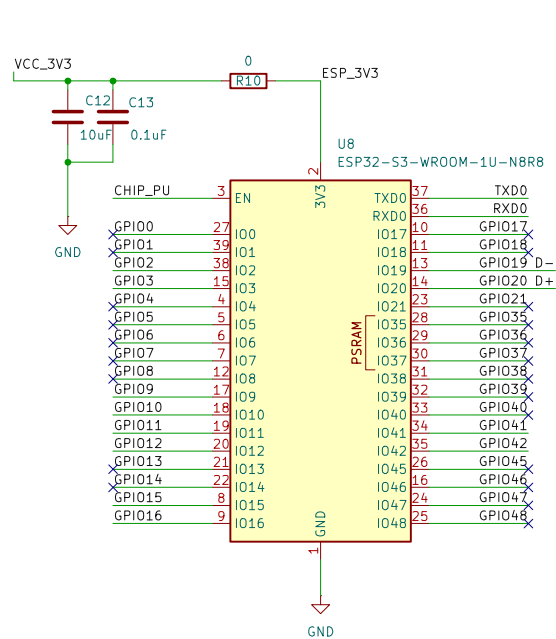 VCC_3V3
0
R10
ESP_3V3
C12
C13
10uF
0.1uF
GND
U8
ESP32-S3-WROOM-1U-N8R8
2
3V3
CHIP_PU 3 EN TXD0 37 TXD0
RXD0 36 RXD0
GPIO0 27 IO0 IO17 10 GPIO17
GPIO1 39 IO1 IO18 11 GPIO18
GPIO2 38 IO2 IO19 13 GPIO19 D-
GPIO3 15 IO3 IO20 14 GPIO20 D+
GPIO4 4 IO4 IO21 23 GPIO21
GPIO5 5 IO5 IO35 28 GPIO35
GPIO6 6 IO6 IO36 29 GPIO36
GPIO7 7 IO7 IO37 30 GPIO37
PSRAM
GPIO8 12 IO8 IO38 31 GPIO38
GPIO9 17 IO9 IO39 32 GPIO39
GPIO10 18 IO10 IO40 33 GPIO40
GPIO11 19 IO11 IO41 34 GPIO41
GPIO12 20 IO12 IO42 35 GPIO42
GPIO13 21 IO13 IO45 26 GPIO45
GPIO14 22 IO14 IO46 16 GPIO46
GPIO15 8 IO15 IO47 24 GPIO47
GPIO16 9 IO16 IO48 25 GPIO48
GND
1
GND